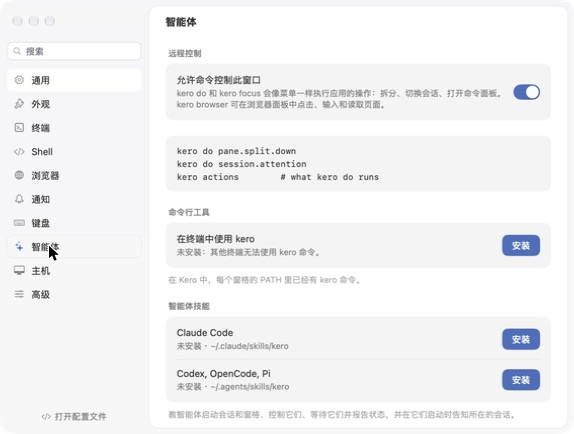 智能体
搜索
远程控制
通用
允许命令控制此窗口
kero do 和 kero focus 会像菜单一样执行应用的操作：拆分、切换会话、打开命令面板。
kero browser 可在浏览器面板中点击、输入和读取页面。
外观
终端
Shell
kero do pane.split.down
kero do session.attention
kero actions        # what kero do runs
浏览器
通知
命令行工具
键盘
在终端中使用 kero
未安装：其他终端无法使用 kero 命令。
安装
智能体
主机
在 Kero 中，每个窗格的 PATH 里已经有 kero 命令。
高级
智能体技能
Claude Code
未安装 · ~/.claude/skills/kero
安装
Codex, OpenCode, Pi
未安装 · ~/.agents/skills/kero
安装
打开配置文件
教智能体启动会话和窗格、控制它们、等待它们并报告状态，并在它们启动时告知所在的会话。